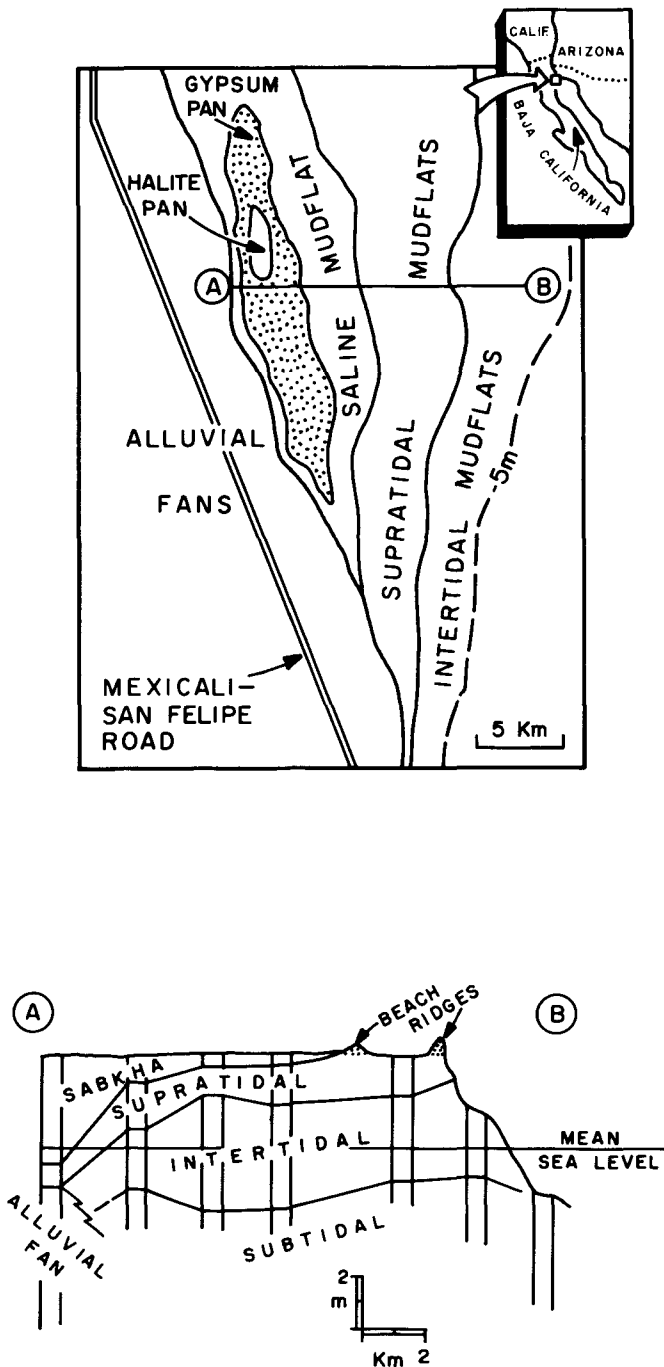 CALIF.
ARIZONA
BAJA
CALIFORNIA
GYPSUM
PAN
HALITE
PAN
MUDFLAT
SALINE
MUDFLATS
SUPRATIDAL
MUDFLATS
INTERTIDAL
-5m
A
B
ALLUVIAL
FANS
MEXICALI-
SAN FELIPE
ROAD
5 Km
A
B
BEACH
RIDGES
SABKHA
SUPRATIDAL
INTERTIDAL
MEAN
SEA LEVEL
SUBTIDAL
ALLUVIAL
FAN
2
m
Km 2